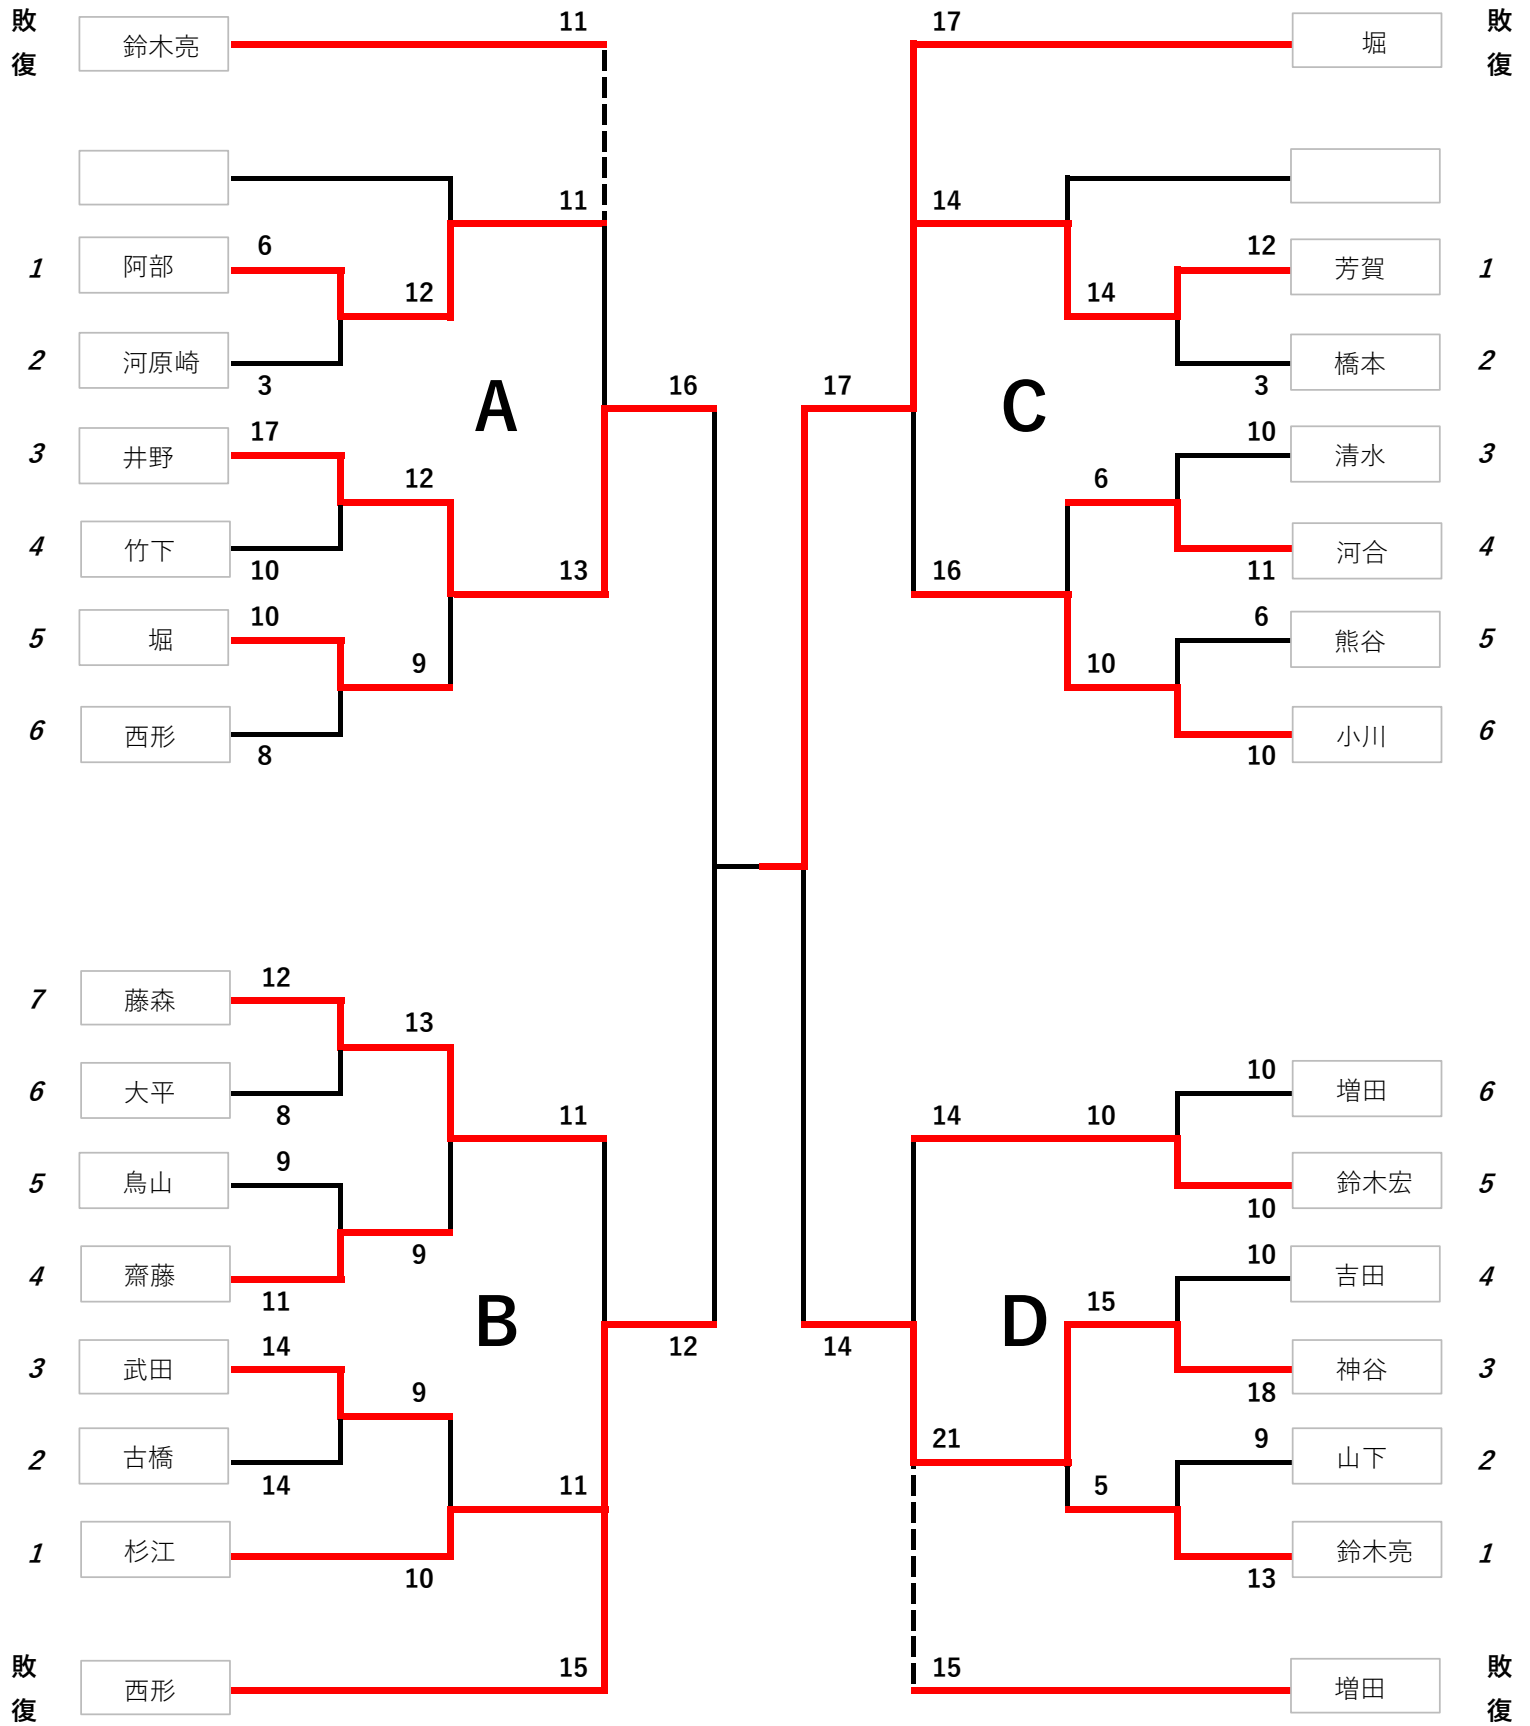 敗
復
鈴木亮
11
17
堀
敗
復
11
14
1
阿部
6
12
芳賀
1
12
14
2
河原崎
3
3
橋本
2
A
16
17
C
3
井野
17
10
清水
3
12
6
4
竹下
10
11
河合
4
13
16
5
堀
10
6
熊谷
5
9
10
6
西形
8
10
小川
6
7
藤森
12
13
6
大平
8
10
増田
6
11
14
10
5
鳥山
9
10
鈴木宏
5
9
4
齋藤
11
10
吉田
4
B
15
D
12
14
3
武田
14
18
神谷
3
9
2
古橋
14
21
9
山下
2
11
5
1
杉江
10
13
鈴木亮
1
敗
復
西形
15
15
増田
敗
復